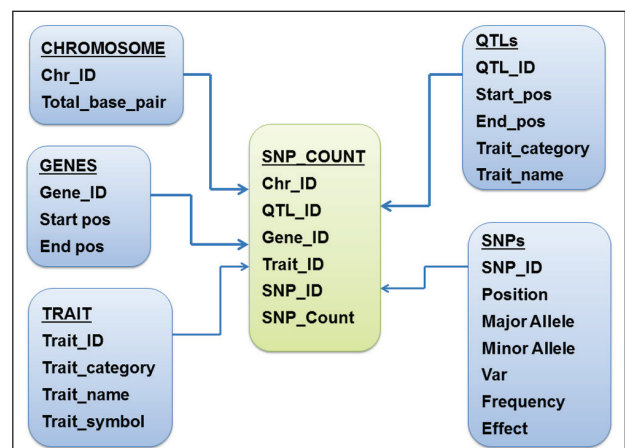 CHROMOSOME
Chr_ID
Total_base_pair
GENES
Gene_ID
Start pos
End pos
TRAIT
Trait_ID
Trait_category
Trait_name
Trait_symbol
SNP_COUNT
Chr_ID
QTL_ID
Gene_ID
Trait_ID
SNP_ID
SNP_Count
QTLs
QTL_ID
Start_pos
End_pos
Trait_category
Trait_name
SNPs
SNP_ID
Position
Major Allele
Minor Allele
Var
Frequency
Effect